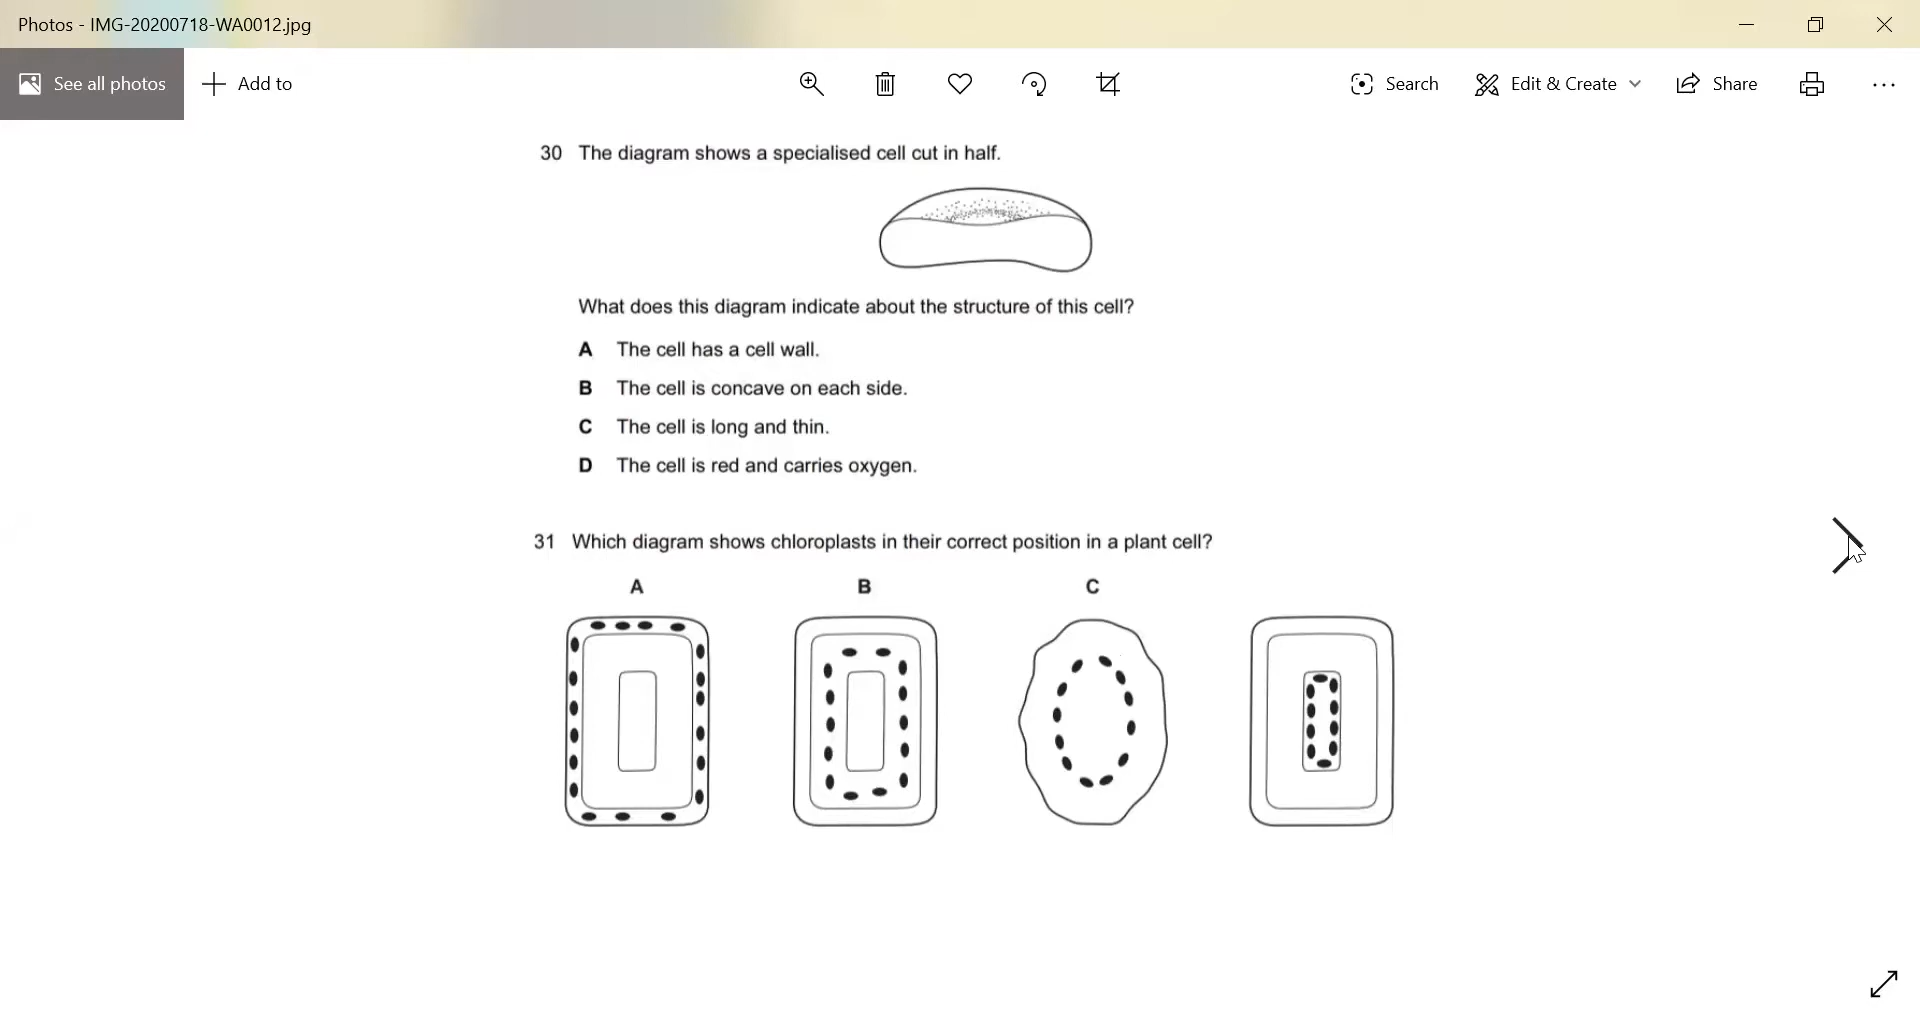 Photos - IMG-20200718-WA0012.jpg
See all photos
Add to
Search
Edit & Create
Share
30 The diagram shows a specialised cell cut in half.
What does this diagram indicate about the structure of this cell?
A The cell has a cell wall.
B The cell is concave on each side.
C The cell is long and thin.
D The cell is red and carries oxygen.
31 Which diagram shows chloroplasts in their correct position in a plant cell?
A B C